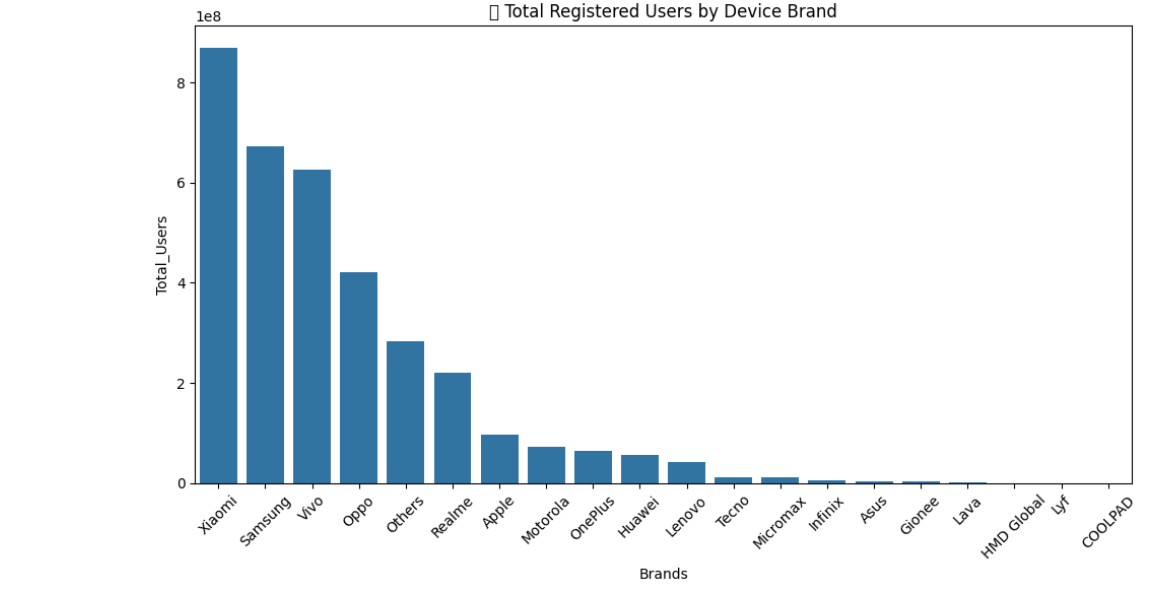 1e8
▯ Total Registered Users by Device Brand
8
6
4
2
0
Total_Users
Xiaomi
Samsung
Vivo
Oppo
Others
Realme
Apple
Motorola
OnePlus
Huawei
Lenovo
Tecno
Micromax
Infinix
Asus
Gionee
Lava
HMD Global
Lyf
COOLPAD
Brands